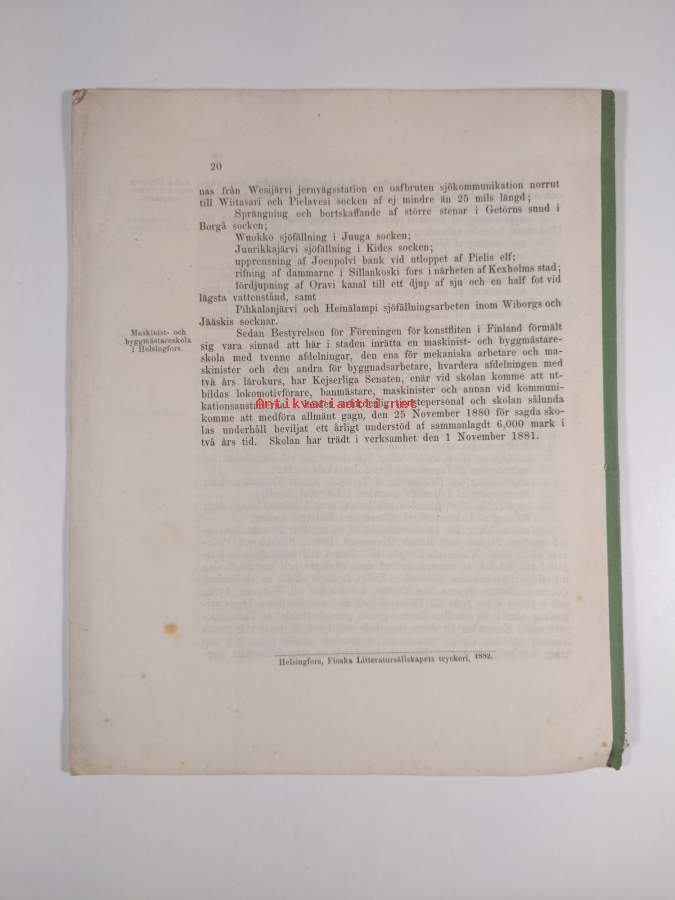 20
nas från Wesijärvi jernvägsstation en oafbruten sjökommunikation norrut
till Wiitasari och Pielavesi socken af ej mindre än 25 mils längd;
Sprängning och bortskaffande af större stenar i Getörns sund i
Borgå socken;
Wuokko sjöfällning i Juuga socken;
Juurikkajärvi sjöfällning i Kides socken;
upprensning af Joenpolvi bank vid utloppet af Pielis elf;
rifning af dammarne i Sillankoski fors i närheten af Kexholms stad;
fördjupning af Oravi kanal till ett djup af sju och en half fot vid
lägsta vattenstånd, samt
Pihkalanjärvi och Heinälampi sjöfällningsarbeten inom Wiborgs och
Jääskis socknar.
Maskinist- och
byggmästareskola
i Helsingfors.
Sedan Bestyrelsen för Föreningen för konstfliten i Finland förmält
sig vara sinnad att här i staden inrätta en maskinist- och byggmästare-
skola med tvenne afdelningar, den ena för mekaniska arbetare och ma-
skinister och den andra för byggnadsarbetare, hvardera afdelningen med
två års lärokurs, har Kejserliga Senaten, enär vid skolan komme att ut-
bildas lokomotivförare, banmästare, maskinister och annan vid kommuni-
kationsanstalterna i landet och skolan sålunda
Antikvariaatti.net
komme att medföra allmänt gagn, den 25 November 1880 för sagda sko-
las underhåll beviljat ett årligt understöd af sammanlagdt 6,000 mark i
två års tid. Skolan har trädt i verksamhet den 1 November 1881.
Helsingfors, Finska Litteratursällskapets tryckeri, 1882.